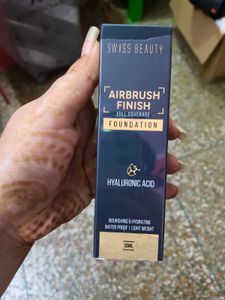 SWISS BEAUTY
AIRBRUSH
FINISH
FULL COVERAGE
FOUNDATION
HYALURONIC ACID
NOURISHING & HYDRATING
WATER PROOF | LIGHT WEIGHT
30ML